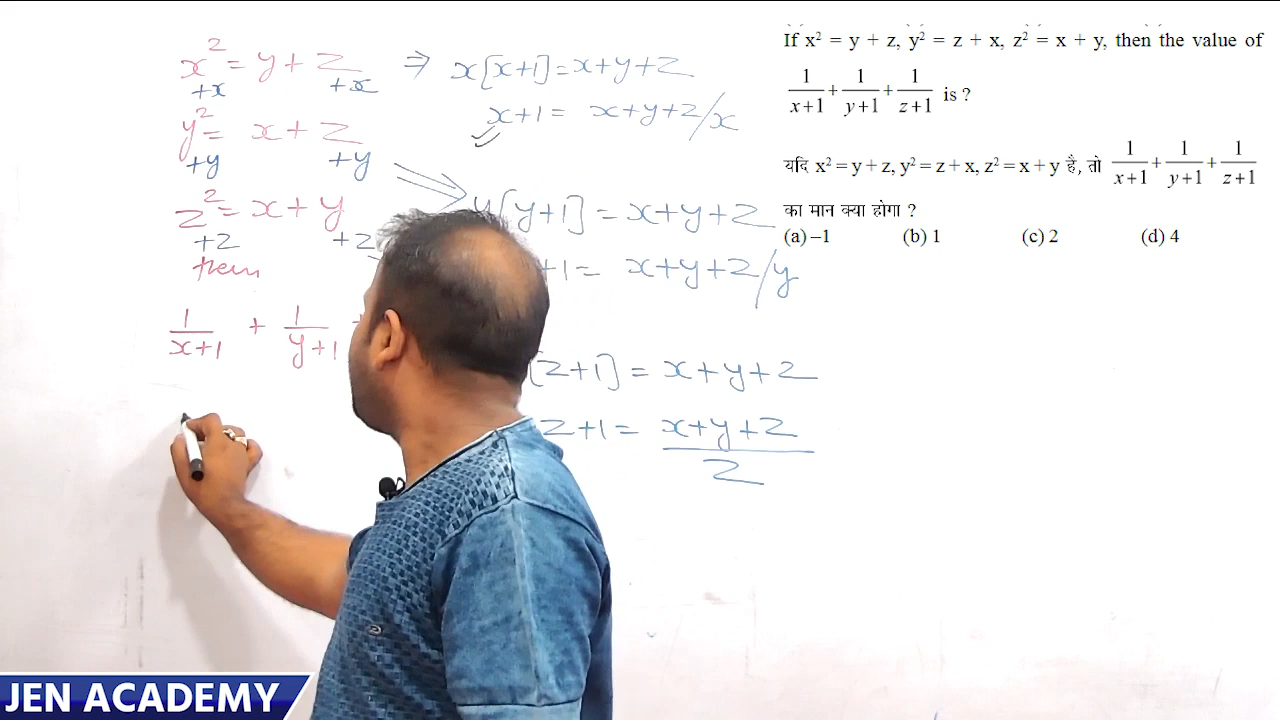 x² = y + z ⇒ x[x+1] = x+y+z
+x +x
x+1 = x+y+z/x
y² = x + z
+y +y
y[y+1] = x+y+z
z² = x + y
+z +z
+1 = x+y+z/y
then
1/x+1 + 1/y+1 +
[z+1] = x+y+z
z+1 = x+y+z/z
If x² = y + z, y² = z + x, z² = x + y, then the value of
1/x+1 + 1/y+1 + 1/z+1 is ?
यदि x² = y + z, y² = z + x, z² = x + y है, तो 1/x+1 + 1/y+1 + 1/z+1
का मान क्या होगा ?
(a) –1 (b) 1 (c) 2 (d) 4
JEN ACADEMY